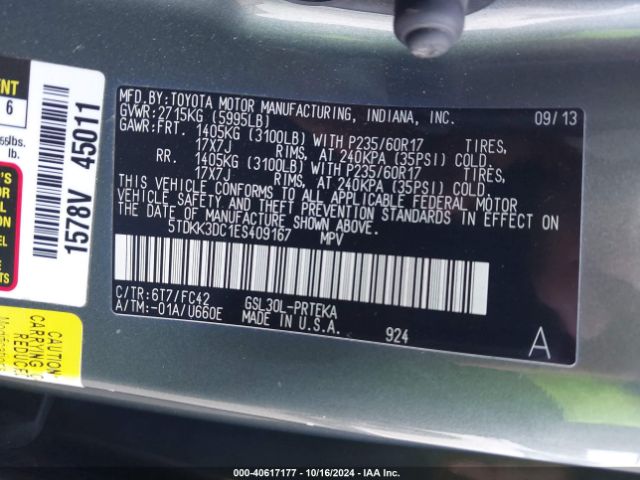 MFD.BY:TOYOTA MOTOR MANUFACTURING, INDIANA, INC. 09/13
GVWR:2715KG (5995LB)
GAWR:FRT. 1405KG (3100LB) WITH P235/60R17 TIRES,
17X7J RIMS, AT 240KPA (35PSI) COLD.
RR. 1405KG (3100LB) WITH P235/60R17 TIRES,
17X7J RIMS, AT 240KPA (35PSI) COLD.
THIS VEHICLE CONFORMS TO ALL APPLICABLE FEDERAL MOTOR
VEHICLE SAFETY AND THEFT PREVENTION STANDARDS IN EFFECT ON
THE DATE OF MANUFACTURE SHOWN ABOVE.
5TDKK3DC1ES409167 MPV
C/TR:6T7/FC42 GSL30L-PRTEKA
A/TM:-01A/U660E MADE IN U.S.A. 924
A
1578V 45011
6
lbs.
lb.
CAUTION
CARRYING
REDUCE
000-40617177 - 10/16/2024 - IAA Inc.